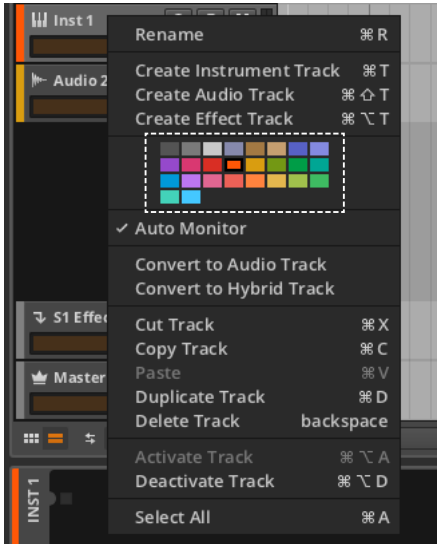 Inst 1
Rename ⌘ R
Audio 2
Create Instrument Track ⌘ T
Create Audio Track ⌘ ⇧ T
Create Effect Track ⌘ ⌥ T
✓ Auto Monitor
Convert to Audio Track
Convert to Hybrid Track
S1 Effec
Cut Track ⌘ X
Copy Track ⌘ C
Paste ⌘ V
Master
Duplicate Track ⌘ D
Delete Track backspace
Activate Track ⌘ ⌥ A
Deactivate Track ⌘ ⌥ D
INST 1
Select All ⌘ A